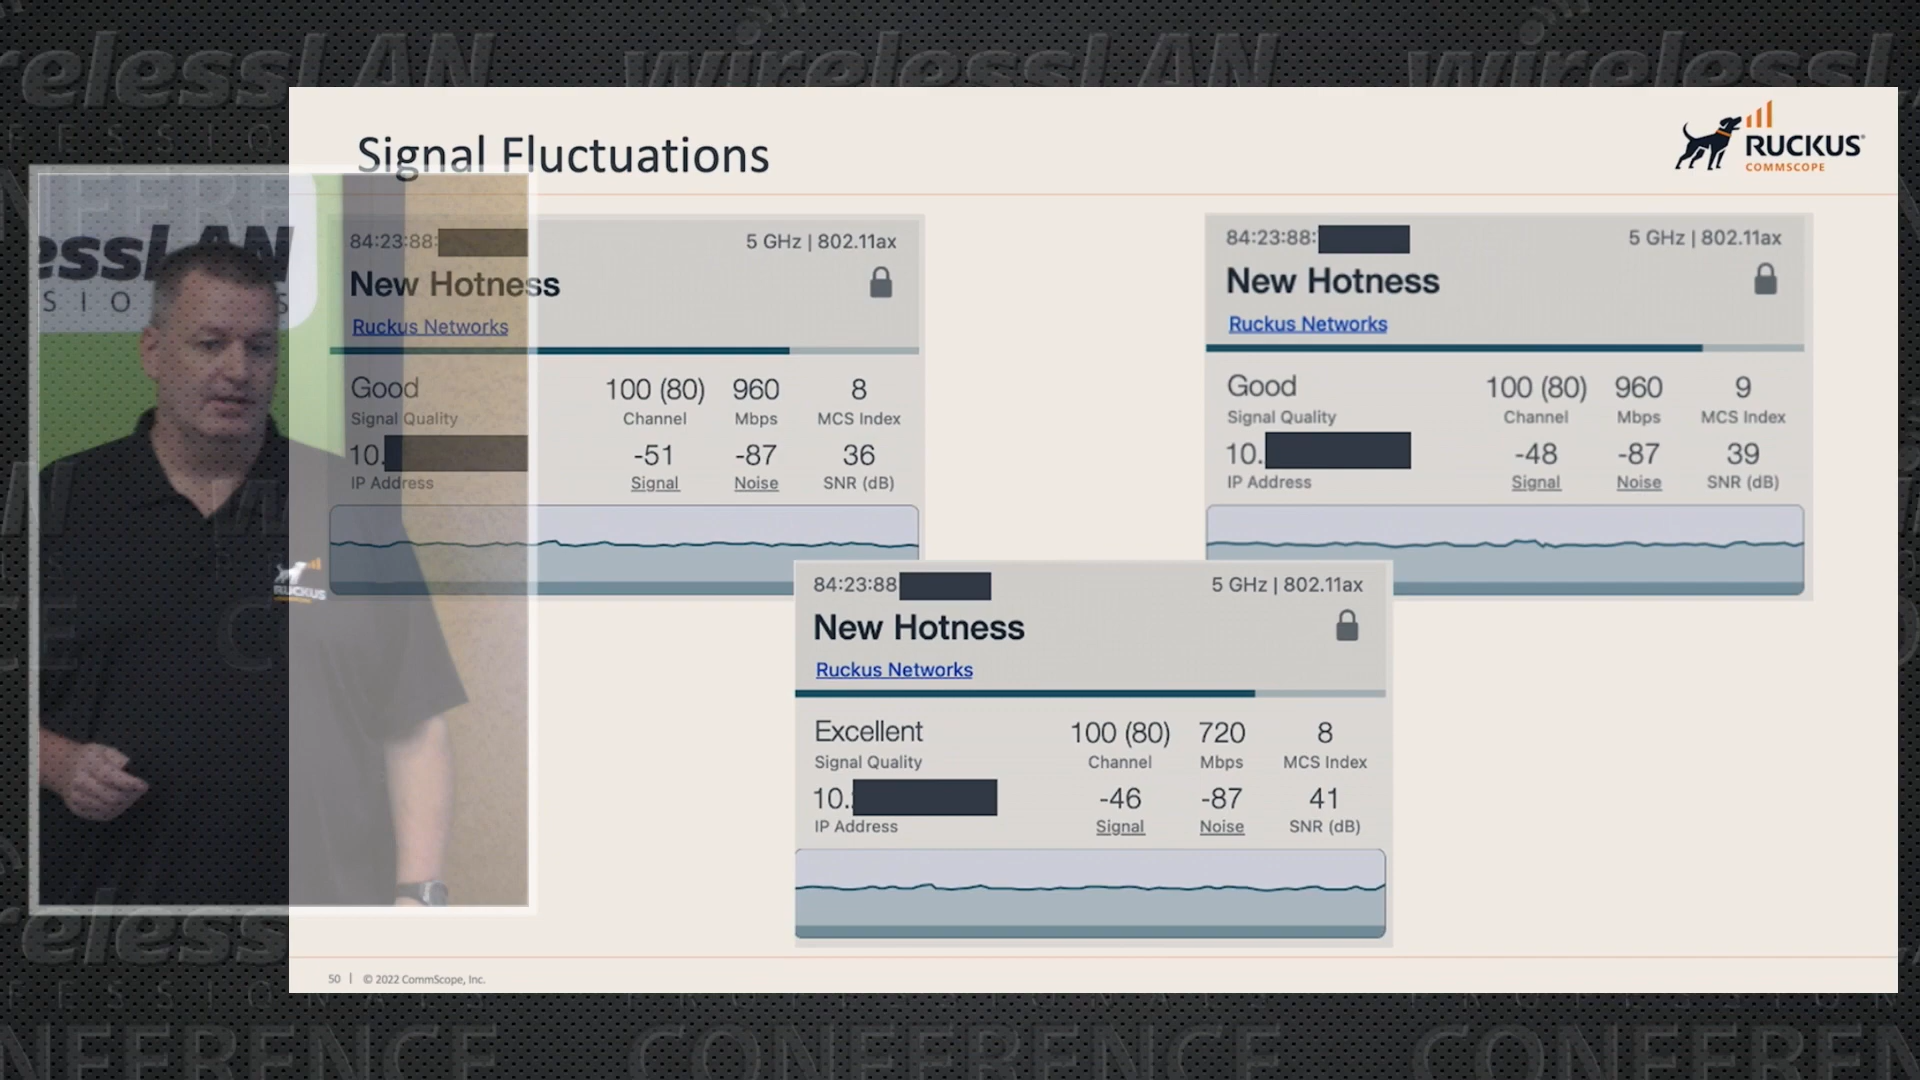 wirelessLAN
Signal Fluctuations
RUCKUS
COMMSCOPE
84:23:88:
5 GHz | 802.11ax
New Hotness
Ruckus Networks
Good
100 (80)
960
8
Signal Quality
Channel
Mbps
MCS Index
10.
-51
-87
36
IP Address
Signal
Noise
SNR (dB)
84:23:88:
5 GHz | 802.11ax
New Hotness
Ruckus Networks
Good
100 (80)
960
9
Signal Quality
Channel
Mbps
MCS Index
10.
-48
-87
39
IP Address
Signal
Noise
SNR (dB)
84:23:88
5 GHz | 802.11ax
New Hotness
Ruckus Networks
Excellent
100 (80)
720
8
Signal Quality
Channel
Mbps
MCS Index
10.
-46
-87
41
IP Address
Signal
Noise
SNR (dB)
essLAN
SIO
RUCKUS
50 | © 2022 CommScope, Inc.
CONFERENCE